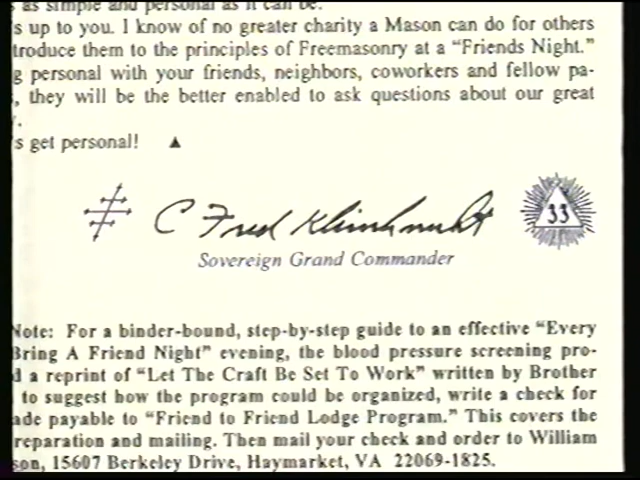 as simple and personal as it can be.
s up to you. I know of no greater charity a Mason can do for others
troduce them to the principles of Freemasonry at a “Friends Night.”
g personal with your friends, neighbors, coworkers and fellow pa-
, they will be the better enabled to ask questions about our great
.
s get personal! ▲
C Fred Kleinknecht
33
Sovereign Grand Commander
Note: For a binder-bound, step-by-step guide to an effective “Every
Bring A Friend Night” evening, the blood pressure screening pro-
d a reprint of “Let The Craft Be Set To Work” written by Brother
to suggest how the program could be organized, write a check for
ade payable to “Friend to Friend Lodge Program.” This covers the
reparation and mailing. Then mail your check and order to William
son, 15607 Berkeley Drive, Haymarket, VA 22069-1825.